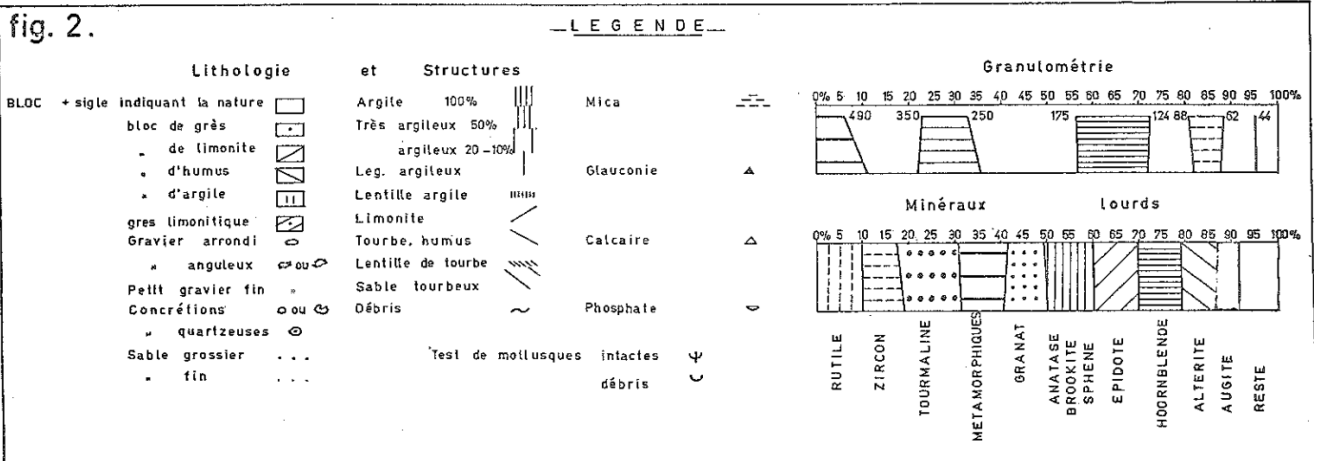 fig. 2.
LEGENDE
Lithologie et Structures
BLOC + sigle indiquant la nature
bloc de grès
" de limonite
" d'humus
" d'argile
gres limonitique
Gravier arrondi
" anguleux ou
Petit gravier fin
Concrétions ou
" quartzeuses
Sable grossier
" fin
Argile 100%
Très argileux 50%
argileux 20-10%
Leg. argileux
Lentille argile
Limonite
Tourbe, humus
Lentille de tourbe
Sable tourbeux
Débris
Test de mollusques intactes
débris
Mica
Glauconie
Calcaire
Phosphate
Granulométrie
0% 5 10 15 20 25 30 35 40 45 50 55 60 65 70 75 80 85 90 95 100%
490 350 250 175 124 88 62 44
Minéraux lourds
0% 5 10 15 20 25 30 35 40 45 50 55 60 65 70 75 80 85 90 95 100%
RUTILE
ZIRCON
TOURMALINE
METAMORPHIQUES
GRANAT
ANATASE
BROOKITE
SPHENE
EPIDOTE
HOORNBLENDE
ALTERITE
AUGITE
RESTE